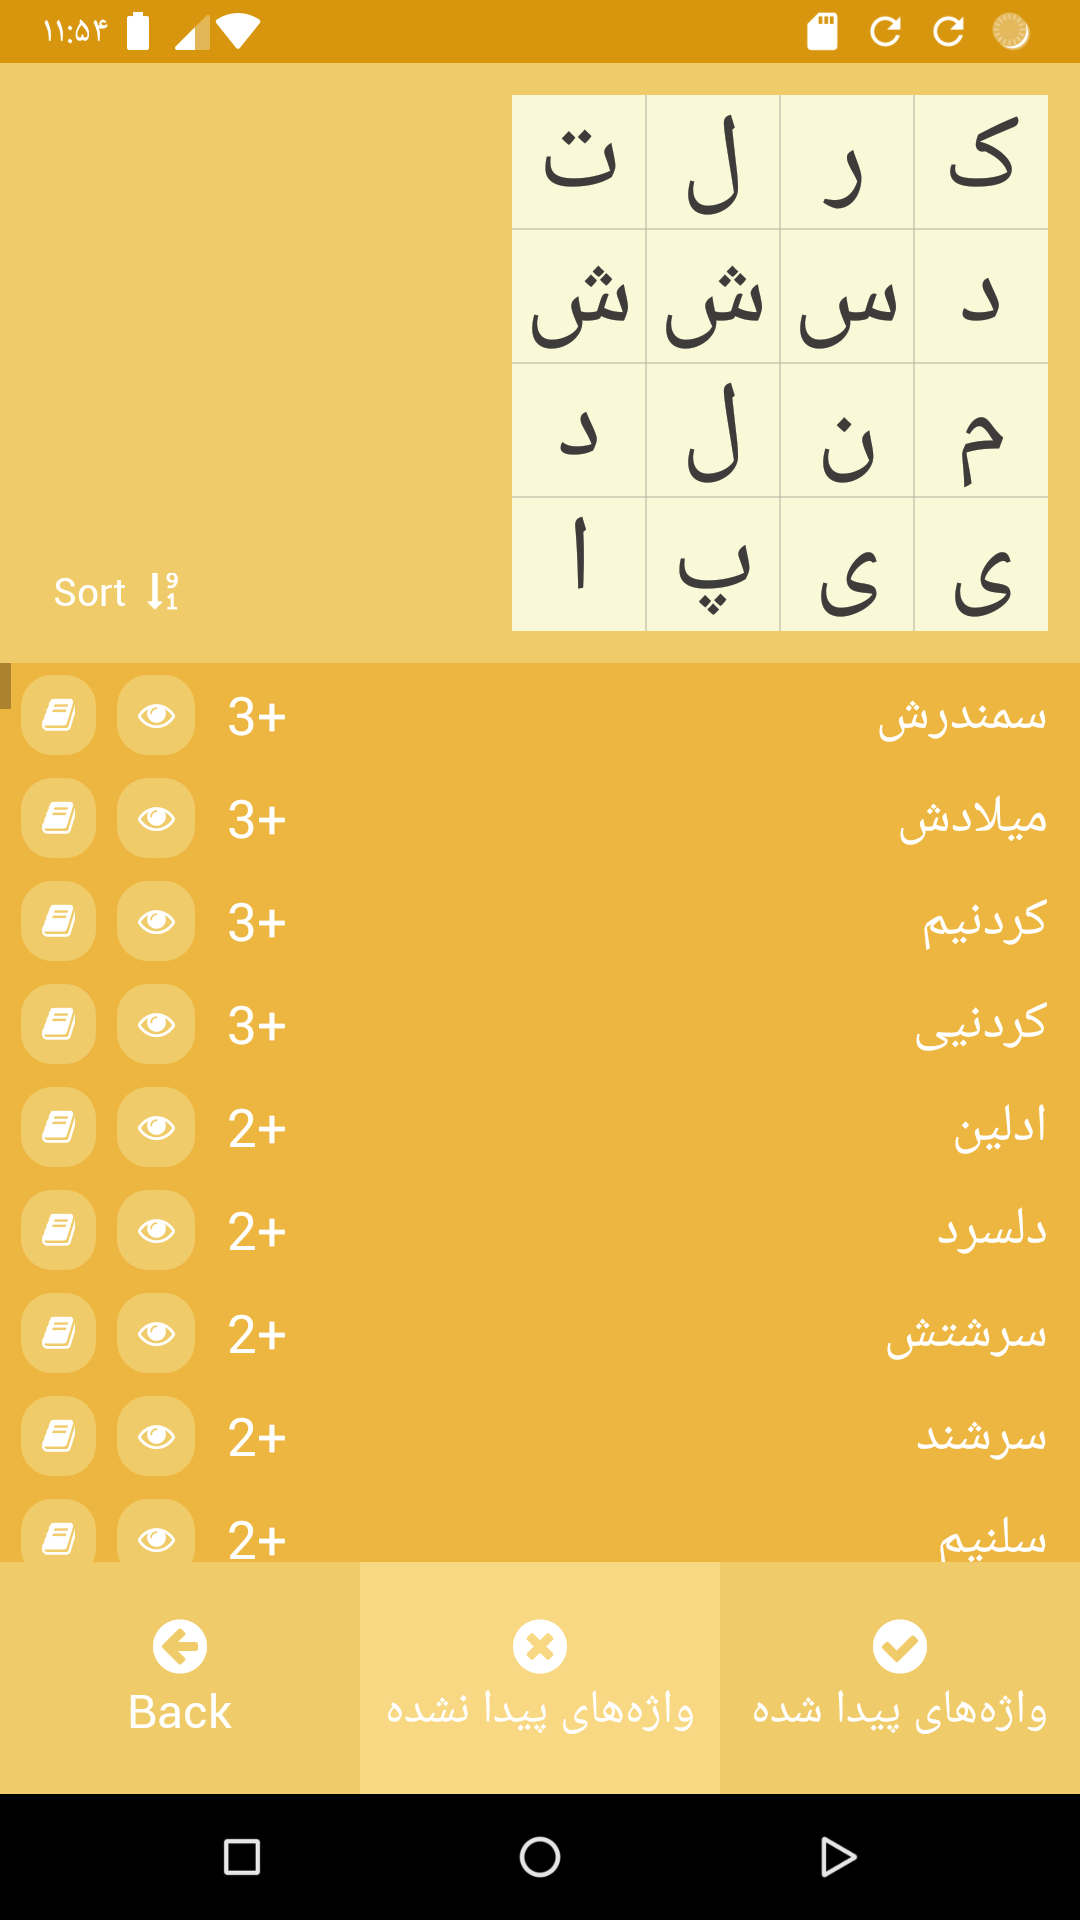 ۱۱:۵۴
ک ر ل ت
د س ش ش
م ن ل د
ی ی پ ا
Sort
سمندرش 3+
میلادش 3+
کردنیم 3+
کردنیی 3+
ادلین 2+
دلسرد 2+
سرشتش 2+
سرشند 2+
سلنیم 2+
واژه‌های پیدا شده
واژه‌های پیدا نشده
Back